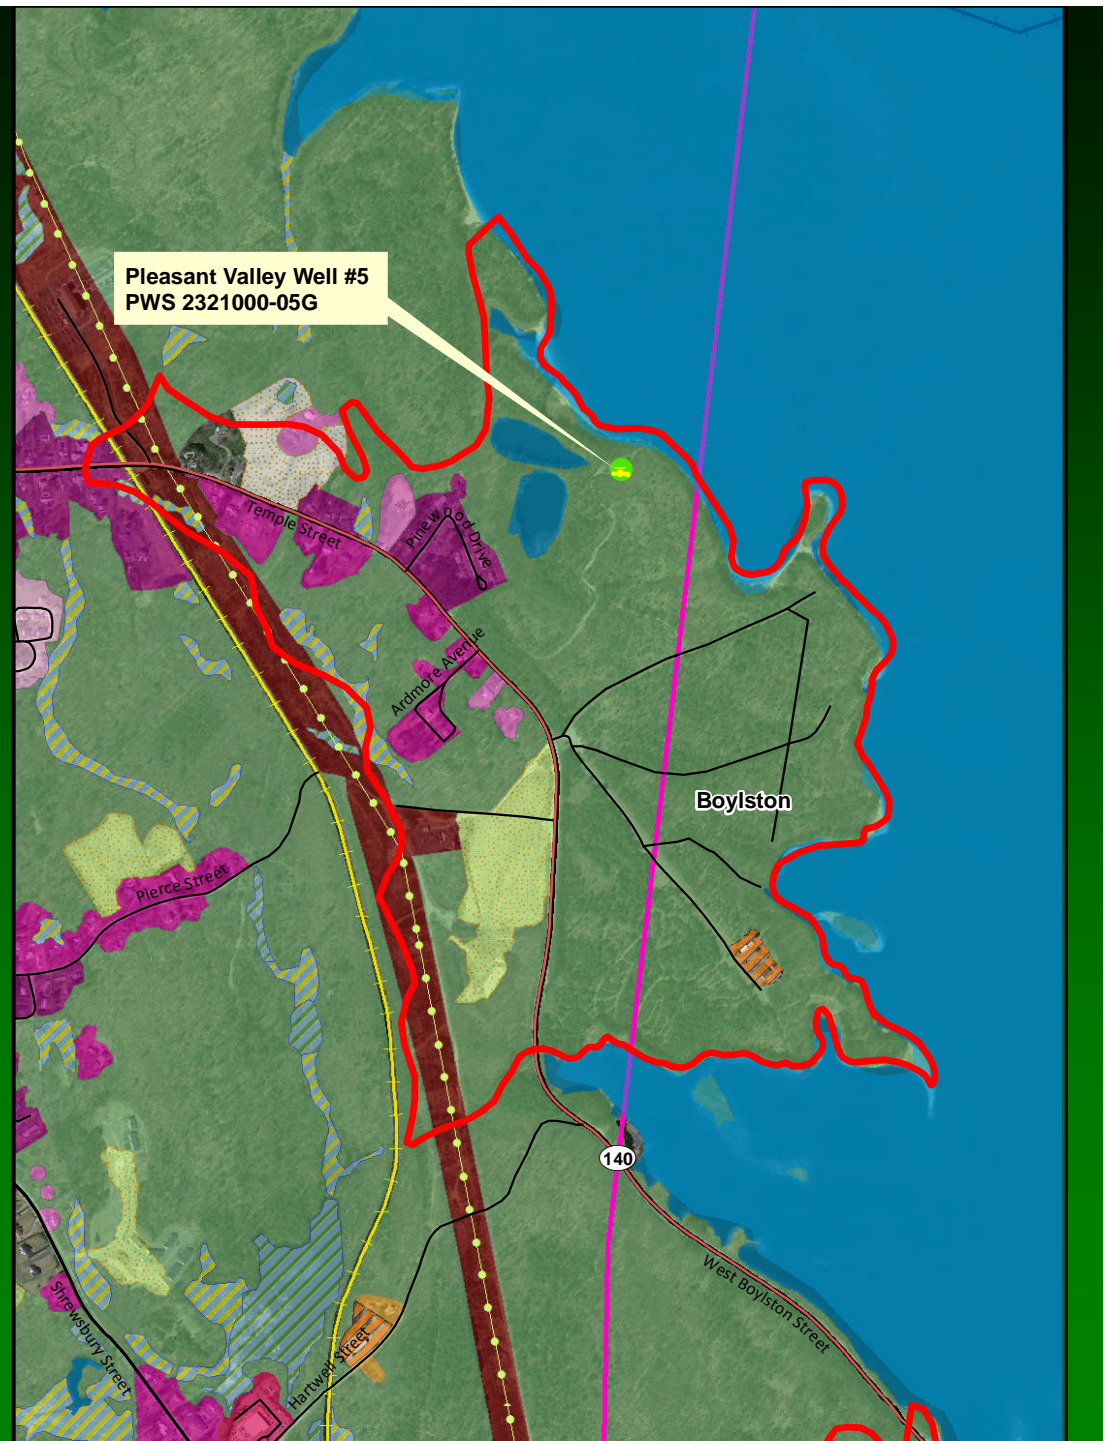 Pleasant Valley Well #5
PWS 2321000-05G
Temple Street
Pinewood Drive
Ardmore Avenue
Boylston
Pierce Street
140
West Boylston Street
Shrewsbury Street
Hartwell Street